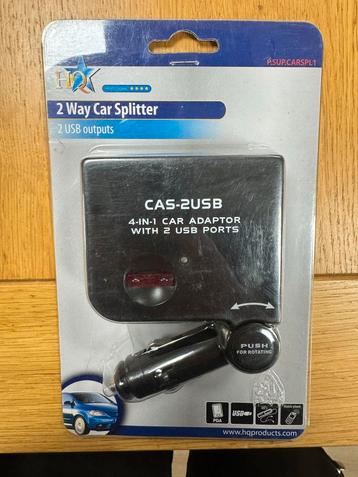 P.SUP.CARSPL1
HQ
2 Way Car Splitter
2 USB outputs
CAS-2USB
4-IN-1 CAR ADAPTOR
WITH 2 USB PORTS
PUSH
FOR ROTATING
PDA
USB
www.hqproducts.com